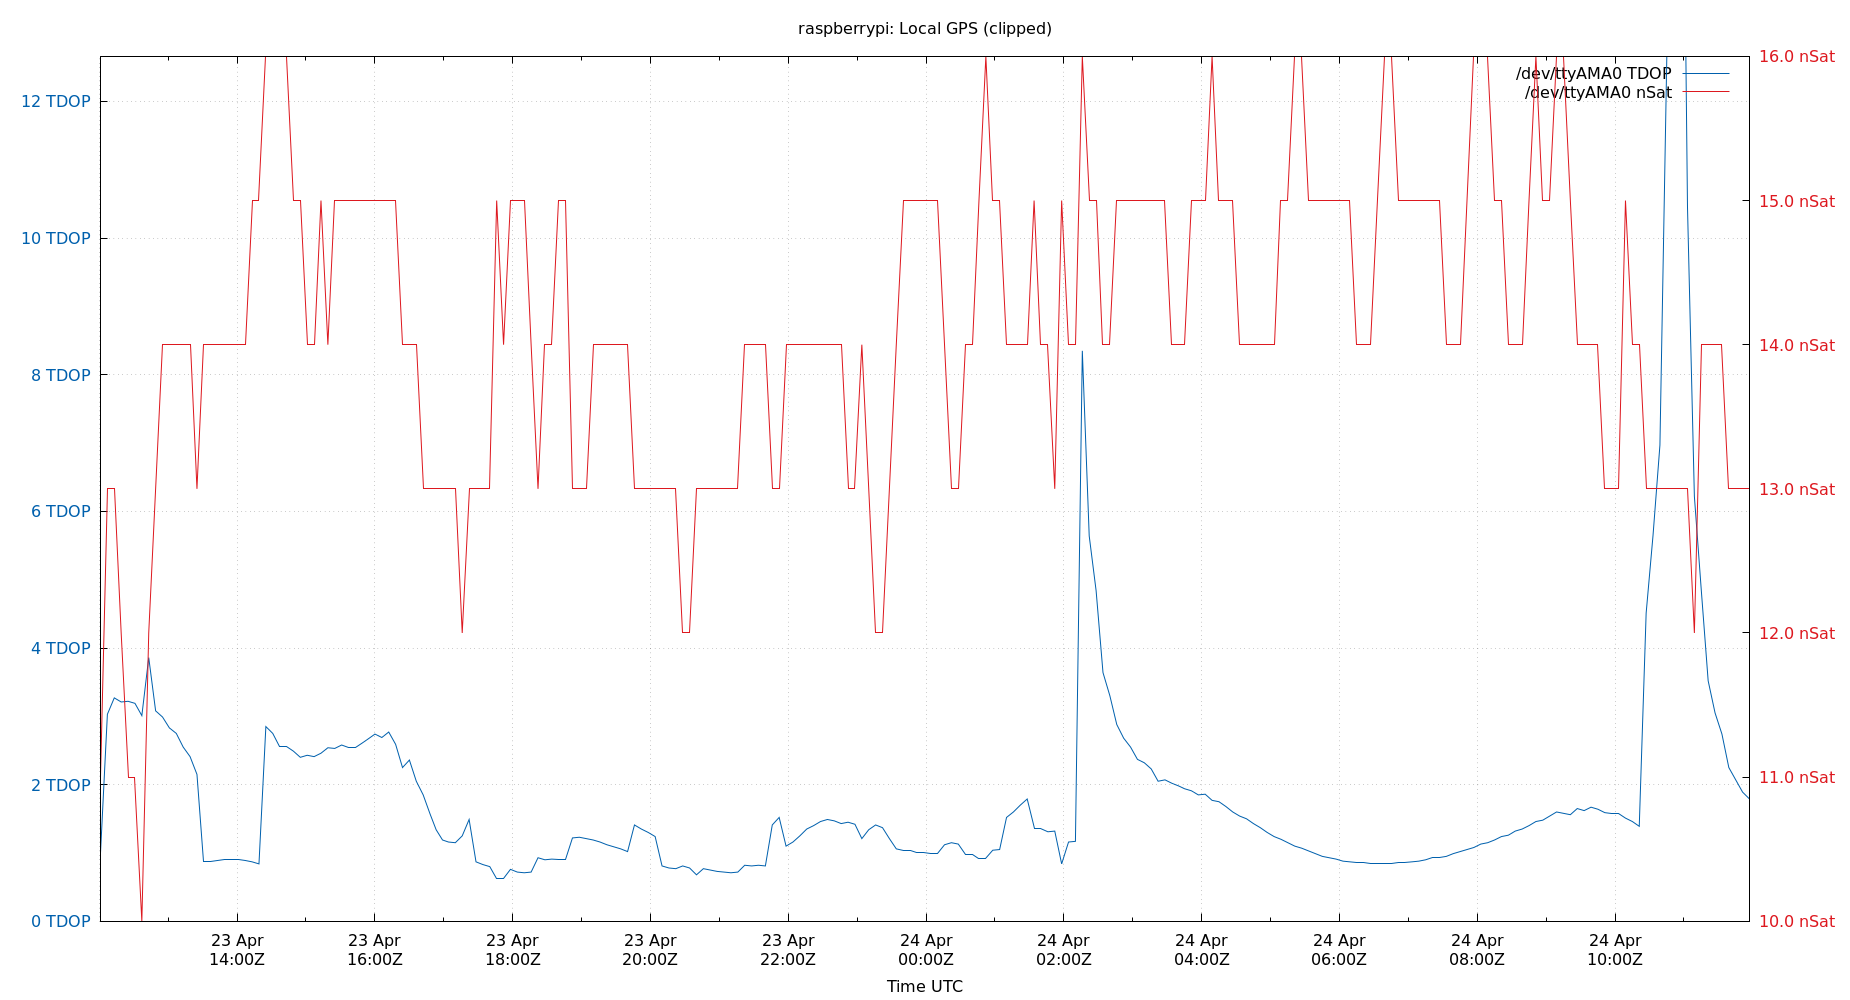 raspberrypi: Local GPS (clipped)
/dev/ttyAMA0 TDOP
/dev/ttyAMA0 nSat
12 TDOP
10 TDOP
8 TDOP
6 TDOP
4 TDOP
2 TDOP
0 TDOP
16.0 nSat
15.0 nSat
14.0 nSat
13.0 nSat
12.0 nSat
11.0 nSat
10.0 nSat
23 Apr
14:00Z
23 Apr
16:00Z
23 Apr
18:00Z
23 Apr
20:00Z
23 Apr
22:00Z
24 Apr
00:00Z
24 Apr
02:00Z
24 Apr
04:00Z
24 Apr
06:00Z
24 Apr
08:00Z
24 Apr
10:00Z
Time UTC